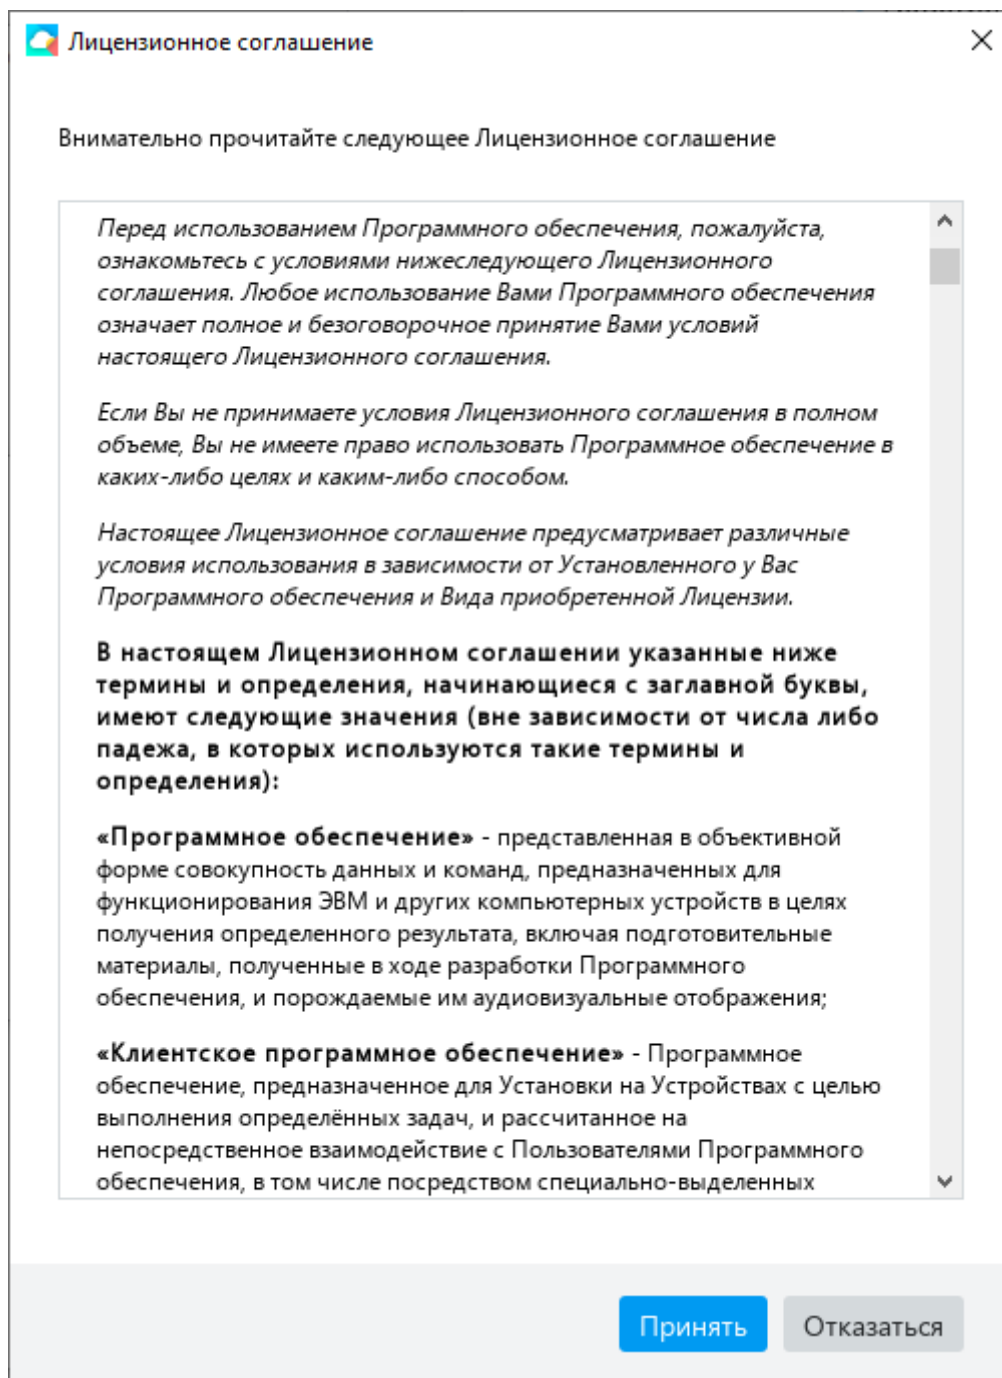 Лицензионное соглашение
Внимательно прочитайте следующее Лицензионное соглашение
Перед использованием Программного обеспечения, пожалуйста,
ознакомьтесь с условиями нижеследующего Лицензионного
соглашения. Любое использование Вами Программного обеспечения
означает полное и безоговорочное принятие Вами условий
настоящего Лицензионного соглашения.
Если Вы не принимаете условия Лицензионного соглашения в полном
объеме, Вы не имеете право использовать Программное обеспечение в
каких-либо целях и каким-либо способом.
Настоящее Лицензионное соглашение предусматривает различные
условия использования в зависимости от Установленного у Вас
Программного обеспечения и Вида приобретенной Лицензии.
В настоящем Лицензионном соглашении указанные ниже
термины и определения, начинающиеся с заглавной буквы,
имеют следующие значения (вне зависимости от числа либо
падежа, в которых используются такие термины и
определения):
«Программное обеспечение» - представленная в объективной
форме совокупность данных и команд, предназначенных для
функционирования ЭВМ и других компьютерных устройств в целях
получения определенного результата, включая подготовительные
материалы, полученные в ходе разработки Программного
обеспечения, и порождаемые им аудиовизуальные отображения;
«Клиентское программное обеспечение» - Программное
обеспечение, предназначенное для Установки на Устройствах с целью
выполнения определённых задач, и рассчитанное на
непосредственное взаимодействие с Пользователями Программного
обеспечения, в том числе посредством специально-выделенных
Принять
Отказаться